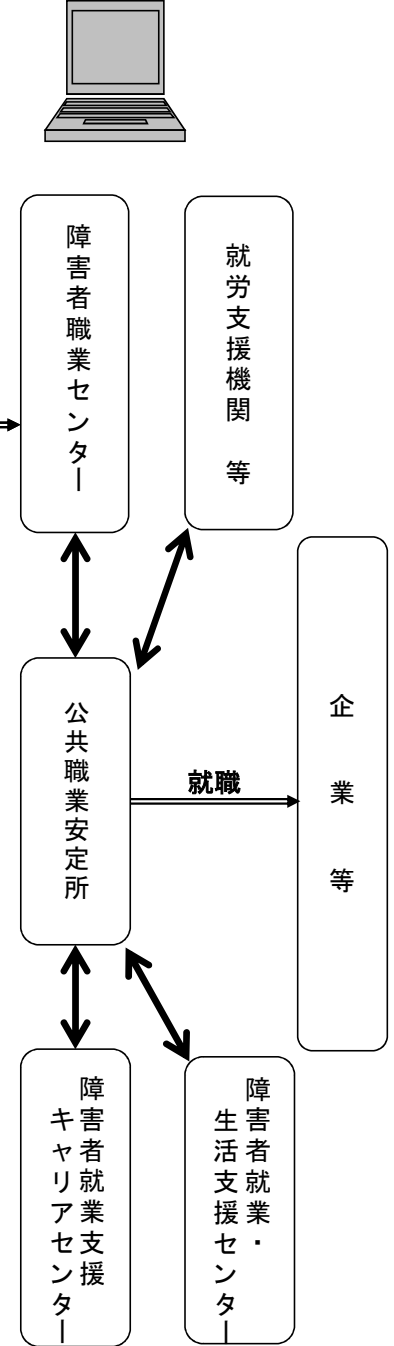 障害者職業センター
就労支援機関　等
公共職業安定所
就職
企業等
障害者就業支援
キャリアセンター
障害者就業・
生活支援センター